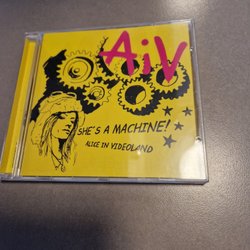 AiV
SHE'S A MACHINE!
ALICE IN VIDEOLAND